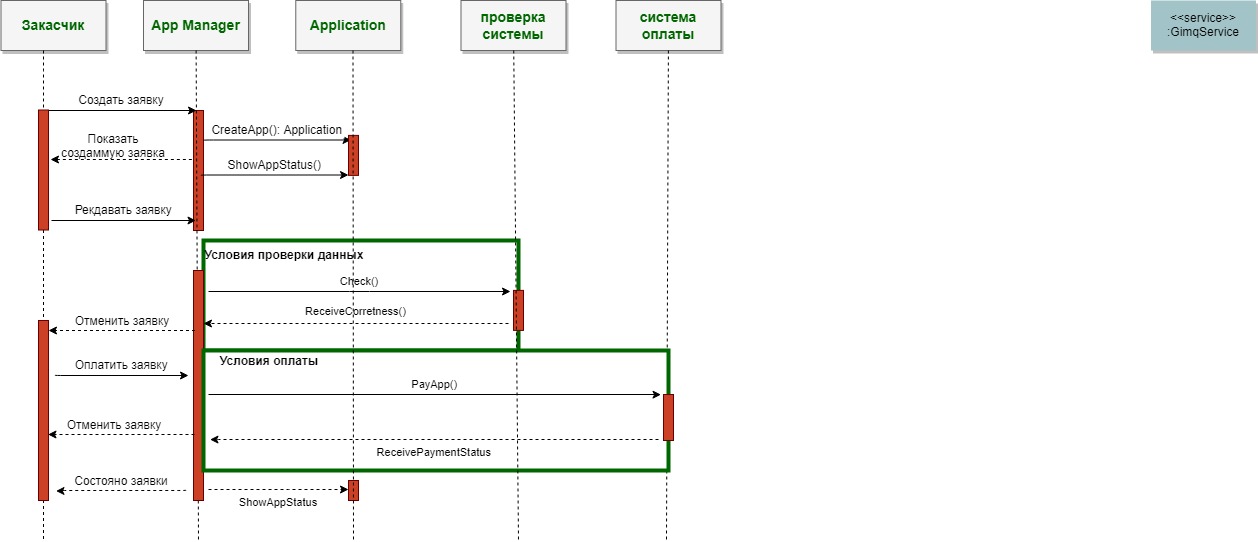 Закасчик
App Manager
Application
проверка
системы
система
оплаты
<<service>>
:GimqService
Создать заявку
CreateApp(): Application
Показать
создаммую заявка
ShowAppStatus()
Рекдавать заявку
Условия проверки данных
Check()
ReceiveCorretness()
Отменить заявку
Условия оплаты
Оплатить заявку
PayApp()
Отменить заявку
ReceivePaymentStatus
Состояно заявки
ShowAppStatus